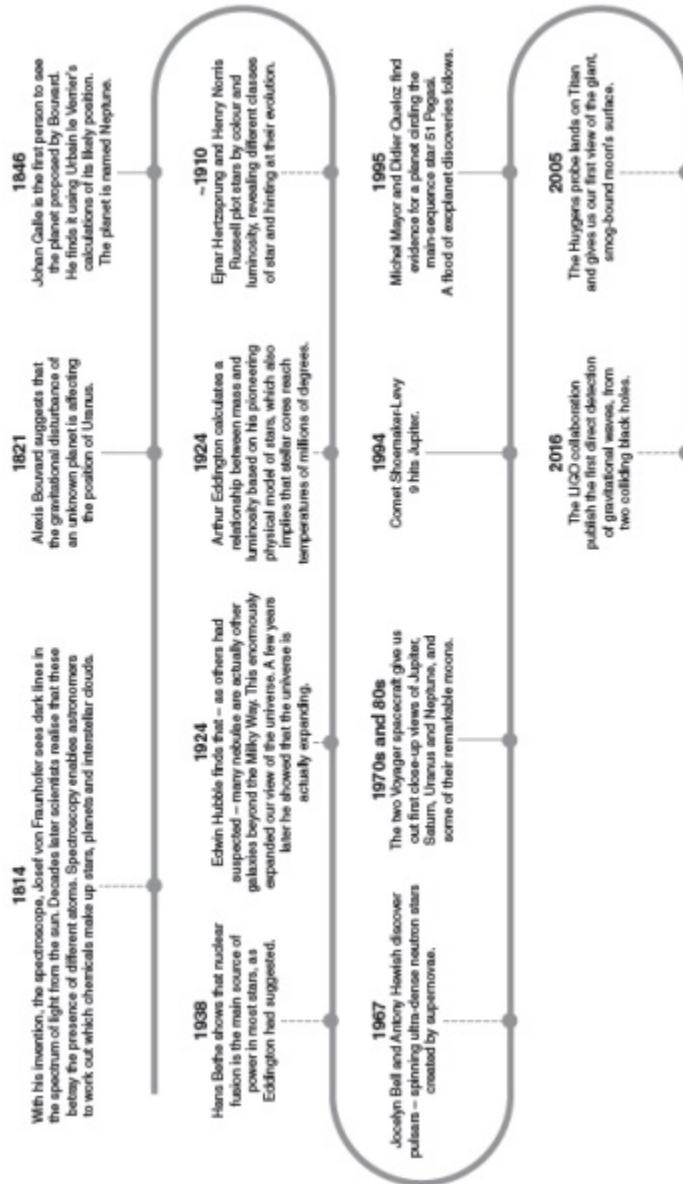 1814
With his invention, the spectroscope, Josef von Fraunhofer sees dark lines in
the spectrum of light from the sun. Decades later scientists realise that these
betray the presence of different atoms. Spectroscopy enables astronomers
to work out which chemicals make up stars, planets and interstellar clouds.
1821
Alexis Bouvard suggests that
the gravitational disturbance of
an unknown planet is affecting
the position of Uranus.
1846
Johan Galle is the first person to see
the planet proposed by Bouvard.
He finds it using Urbain le Verrier's
calculations of its likely position.
The planet is named Neptune.
~1910
Ejnar Hertzsprung and Henry Norris
Russell plot stars by colour and
luminosity, revealing different classes
of star and hinting at their evolution.
1924
Arthur Eddington calculates a
relationship between mass and
luminosity based on his pioneering
physical model of stars, which also
implies that stellar cores reach
temperatures of millions of degrees.
1924
Edwin Hubble finds that – as others had
suspected – many nebulae are actually other
galaxies beyond the Milky Way. This enormously
expanded our view of the universe. A few years
later he showed that the universe is
actually expanding.
1938
Hans Bethe shows that nuclear
fusion is the main source of
power in most stars, as
Eddington had suggested.
1967
Jocelyn Bell and Antony Hewish discover
pulsars – spinning ultra-dense neutron stars
created by supernovae.
1970s and 80s
The two Voyager spacecraft give us
out first close-up views of Jupiter,
Saturn, Uranus and Neptune, and
some of their remarkable moons.
1994
Comet Shoemaker-Levy
9 hits Jupiter.
1995
Michel Mayor and Didier Queloz find
evidence for a planet circling the
main-sequence star 51 Pegasi.
A flood of exoplanet discoveries follows.
2005
The Huygens probe lands on Titan
and gives us our first view of the giant,
smog-bound moon's surface.
2016
The LIGO collaboration
publish the first direct detection
of gravitational waves, from
two colliding black holes.